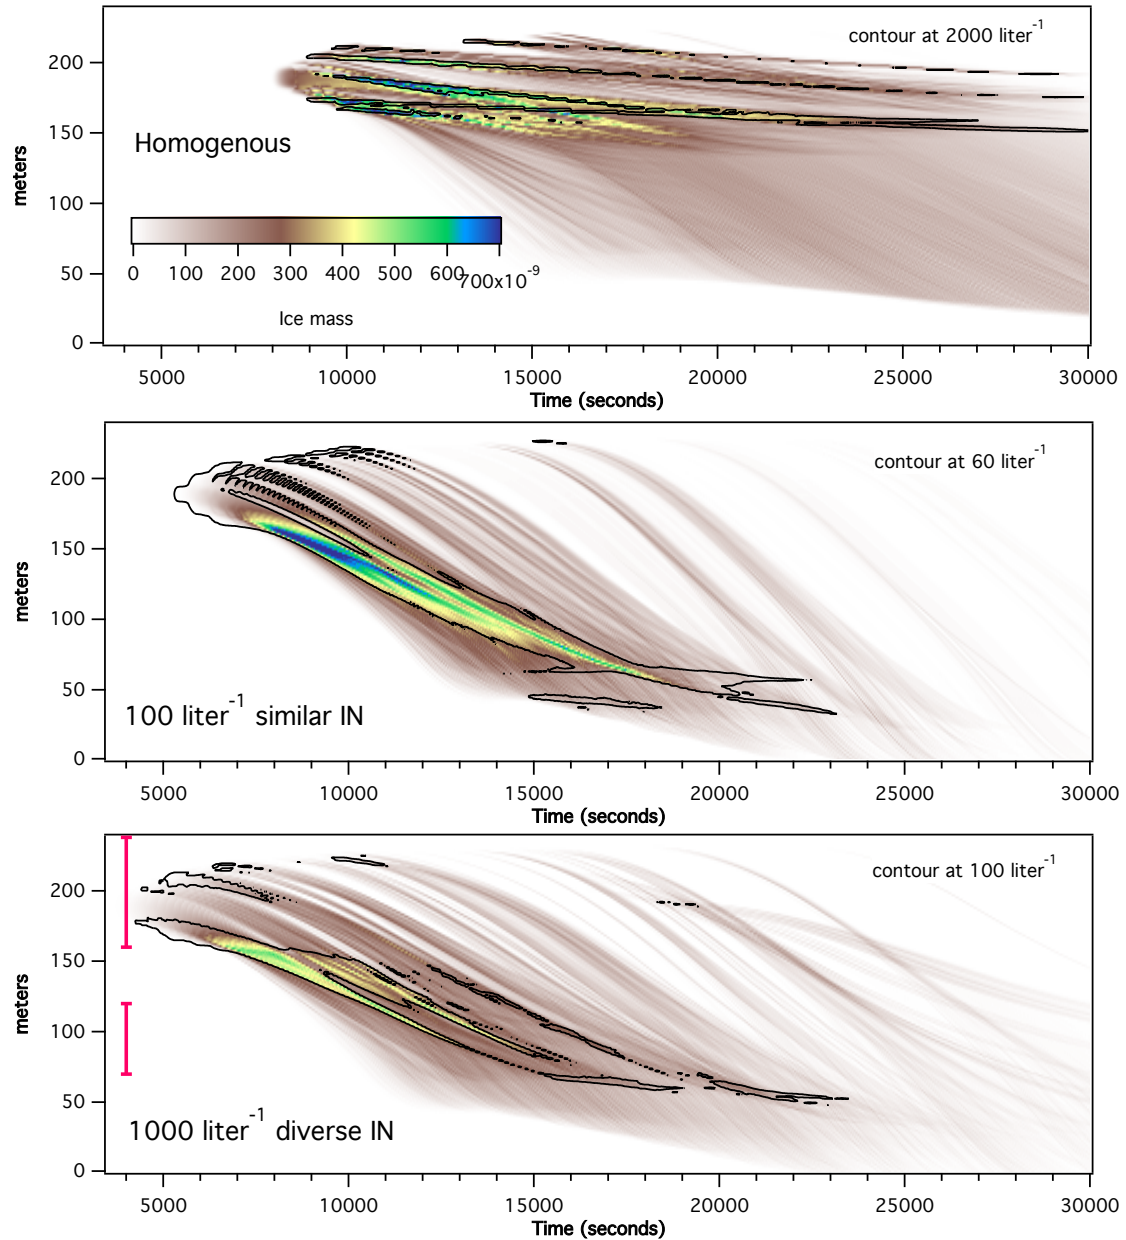 contour at 2000 liter-1
200
150
100
50
0
meters
Homogenous
0 100 200 300 400 500 600 700x10-9
Ice mass
5000 10000 15000 20000 25000 30000
Time (seconds)
contour at 60 liter-1
200
150
100
50
0
meters
100 liter-1 similar IN
5000 10000 15000 20000 25000 30000
Time (seconds)
contour at 100 liter-1
200
150
100
50
0
meters
1000 liter-1 diverse IN
5000 10000 15000 20000 25000 30000
Time (seconds)